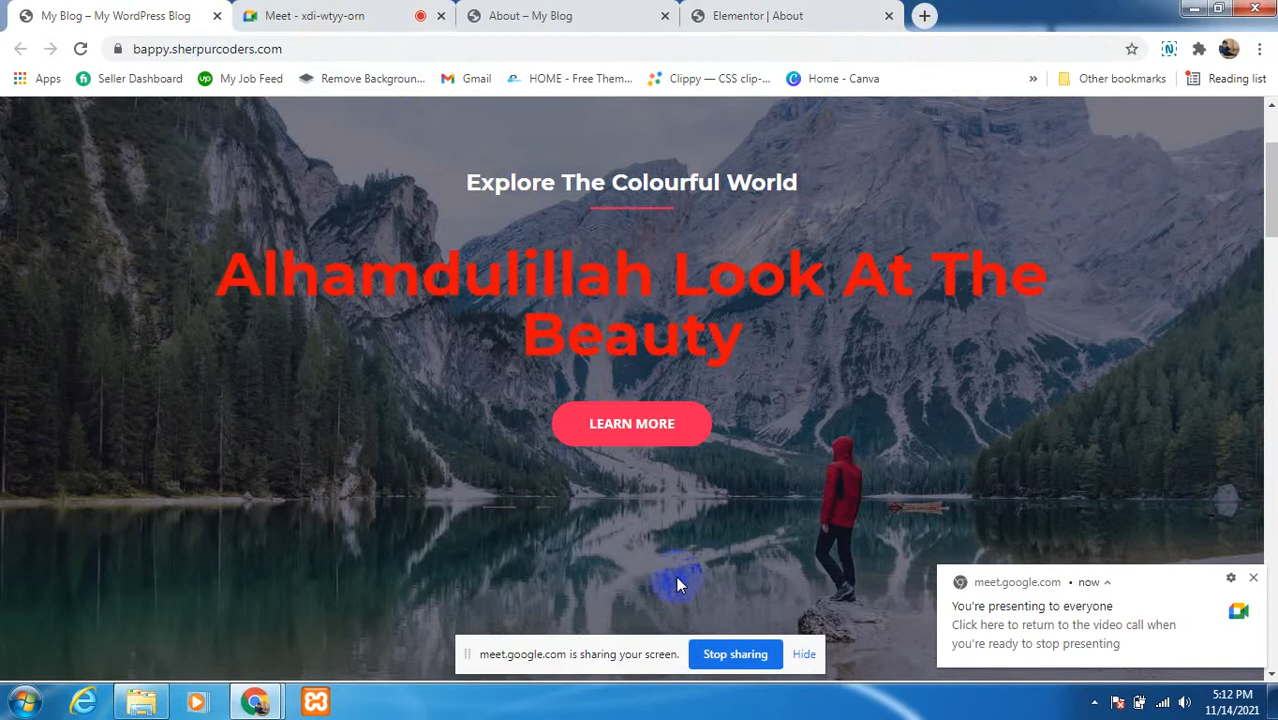 My Blog – My WordPress Blog
Meet - xdi-wtyy-orn
About – My Blog
Elementor | About
bappy.sherpurcoders.com
Apps
Seller Dashboard
My Job Feed
Remove Backgroun...
Gmail
HOME - Free Them...
Clippy — CSS clip-...
Home - Canva
»
Other bookmarks
Reading list
Explore The Colourful World
Alhamdulillah Look At The
Beauty
LEARN MORE
meet.google.com • now
You're presenting to everyone
Click here to return to the video call when
you're ready to stop presenting
meet.google.com is sharing your screen.
Stop sharing
Hide
5:12 PM
11/14/2021